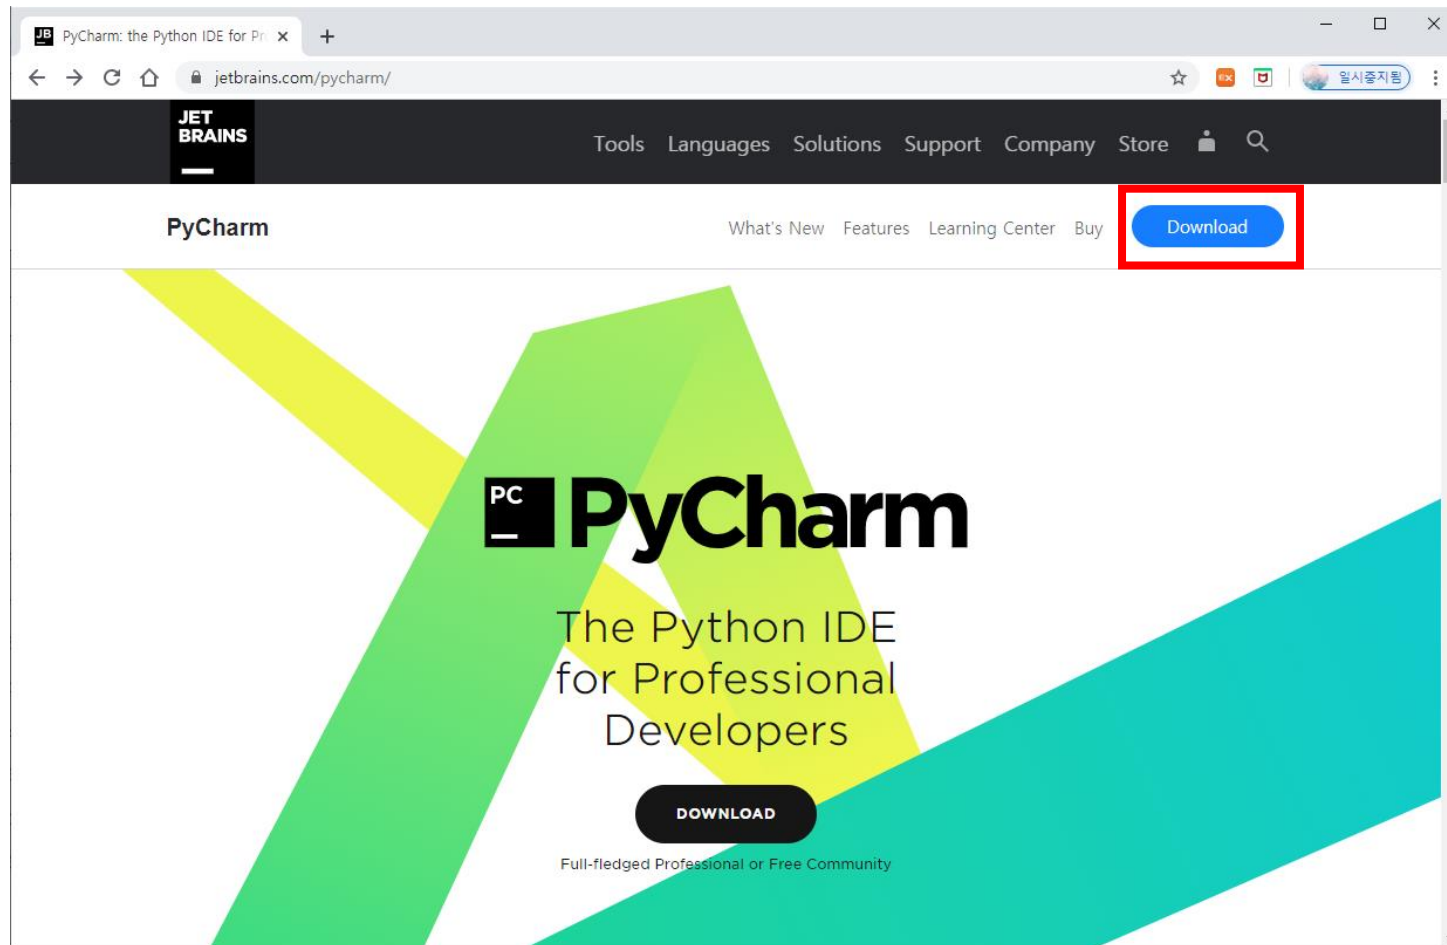 JB PyCharm: the Python IDE for Pr
jetbrains.com/pycharm/
일시중지됨
JET
BRAINS
Tools Languages Solutions Support Company Store
PyCharm
What's New Features Learning Center Buy Download
PC
PyCharm
The Python IDE
for Professional
Developers
DOWNLOAD
Full-fledged Professional or Free Community